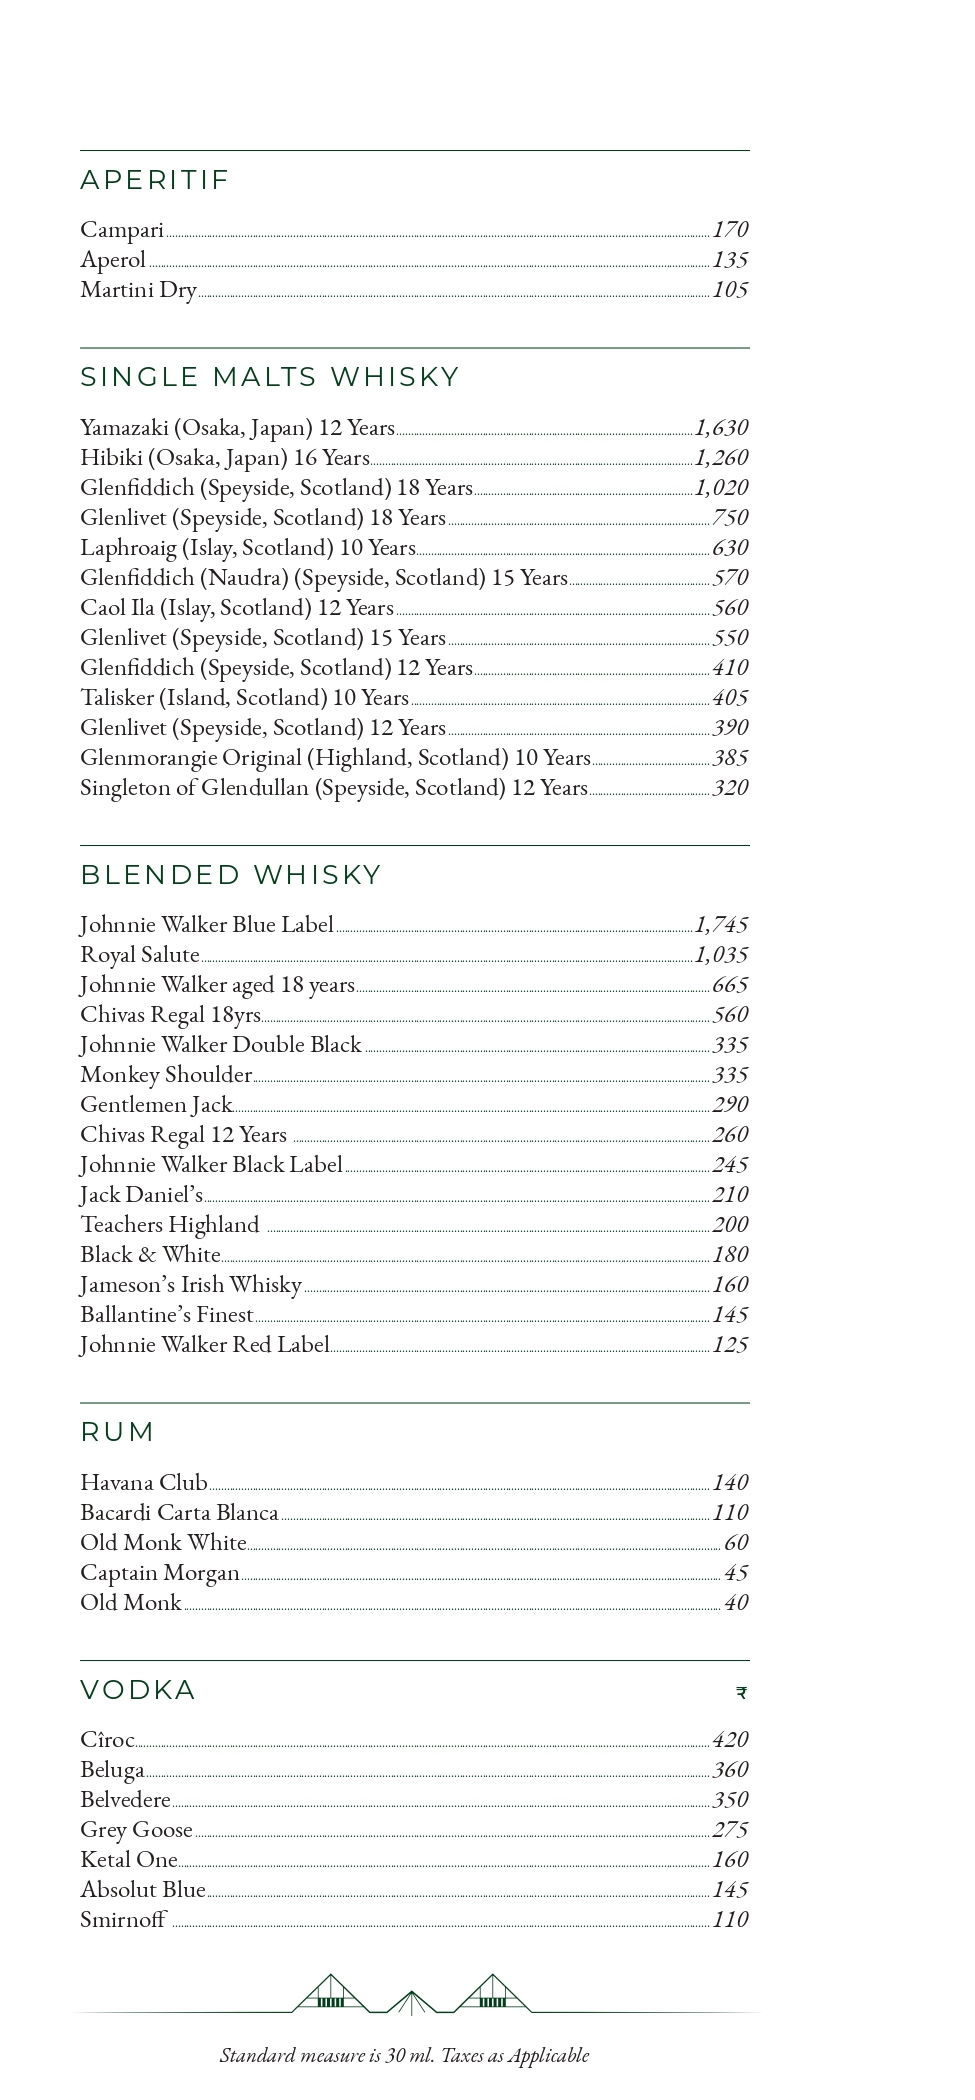 APERITIF
Campari 170
Aperol 135
Martini Dry 105
SINGLE MALTS WHISKY
Yamazaki (Osaka, Japan) 12 Years 1,630
Hibiki (Osaka, Japan) 16 Years 1,260
Glenfiddich (Speyside, Scotland) 18 Years 1,020
Glenlivet (Speyside, Scotland) 18 Years 750
Laphroaig (Islay, Scotland) 10 Years 630
Glenfiddich (Naudra) (Speyside, Scotland) 15 Years 570
Caol Ila (Islay, Scotland) 12 Years 560
Glenlivet (Speyside, Scotland) 15 Years 550
Glenfiddich (Speyside, Scotland) 12 Years 410
Talisker (Island, Scotland) 10 Years 405
Glenlivet (Speyside, Scotland) 12 Years 390
Glenmorangie Original (Highland, Scotland) 10 Years 385
Singleton of Glendullan (Speyside, Scotland) 12 Years 320
BLENDED WHISKY
Johnnie Walker Blue Label 1,745
Royal Salute 1,035
Johnnie Walker aged 18 years 665
Chivas Regal 18yrs 560
Johnnie Walker Double Black 335
Monkey Shoulder 335
Gentlemen Jack 290
Chivas Regal 12 Years 260
Johnnie Walker Black Label 245
Jack Daniel’s 210
Teachers Highland 200
Black & White 180
Jameson’s Irish Whisky 160
Ballantine’s Finest 145
Johnnie Walker Red Label 125
RUM
Havana Club 140
Bacardi Carta Blanca 110
Old Monk White 60
Captain Morgan 45
Old Monk 40
VODKA ₹
Cîroc 420
Beluga 360
Belvedere 350
Grey Goose 275
Ketal One 160
Absolut Blue 145
Smirnoff 110
Standard measure is 30 ml. Taxes as Applicable